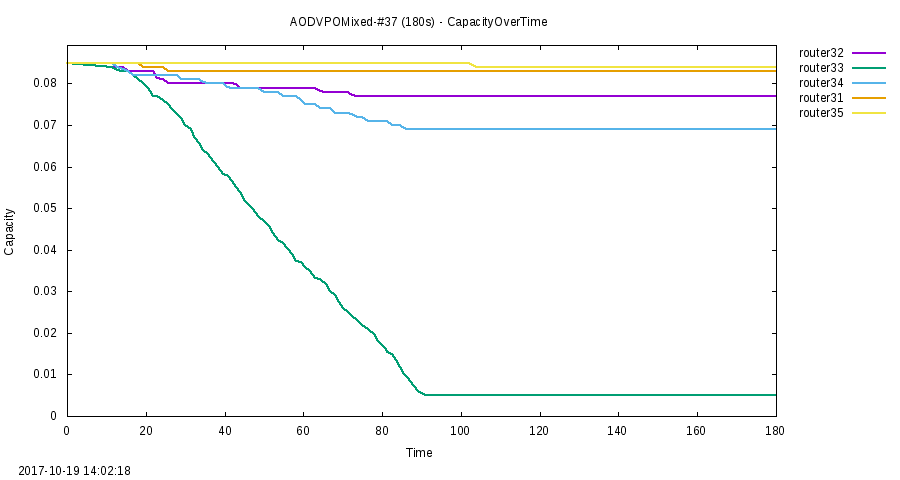 AODVPOMixed-#37 (180s) - CapacityOverTime
router32
router33
router34
router31
router35
0.08
0.07
0.06
0.05
0.04
0.03
0.02
0.01
0
Capacity
0 20 40 60 80 100 120 140 160 180
Time
2017-10-19 14:02:18